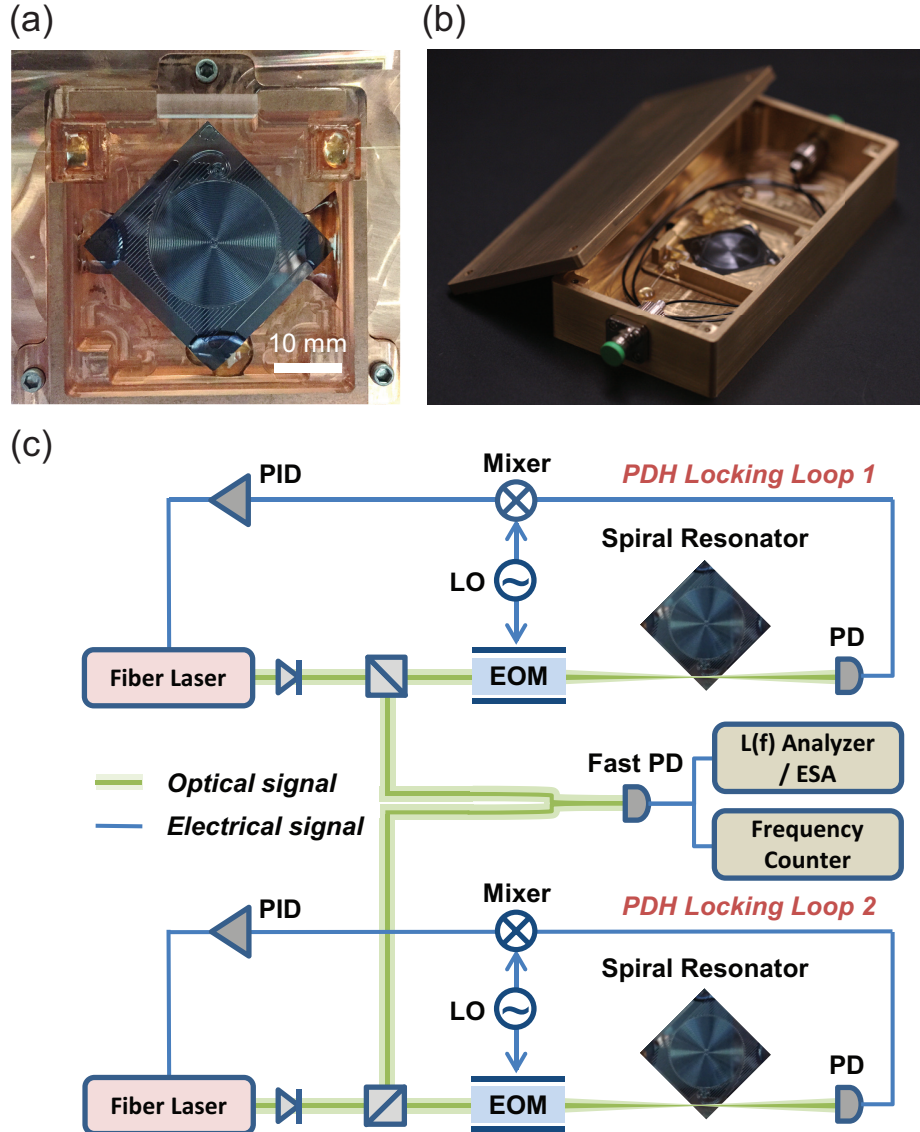 (a)
(b)
10 mm
(c)
PID
Mixer
PDH Locking Loop 1
Spiral Resonator
LO
PD
Fiber Laser
EOM
L(f) Analyzer
/ ESA
Fast PD
Optical signal
Electrical signal
Frequency
Counter
PID
Mixer
PDH Locking Loop 2
Spiral Resonator
LO
PD
Fiber Laser
EOM